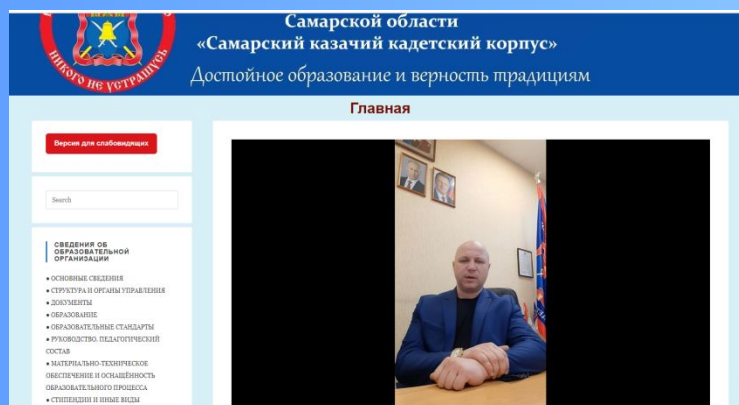 НИКОГО НЕ УСТРАШУСЬ
Самарской области
«Самарский казачий кадетский корпус»
Достойное образование и верность традициям
Главная
Версия для слабовидящих
Search
СВЕДЕНИЯ ОБ
ОБРАЗОВАТЕЛЬНОЙ
ОРГАНИЗАЦИИ
● ОСНОВНЫЕ СВЕДЕНИЯ
● СТРУКТУРА И ОРГАНЫ УПРАВЛЕНИЯ
● ДОКУМЕНТЫ
● ОБРАЗОВАНИЕ
● ОБРАЗОВАТЕЛЬНЫЕ СТАНДАРТЫ
● РУКОВОДСТВО. ПЕДАГОГИЧЕСКИЙ
СОСТАВ
● МАТЕРИАЛЬНО-ТЕХНИЧЕСКОЕ
ОБЕСПЕЧЕНИЕ И ОСНАЩЁННОСТЬ
ОБРАЗОВАТЕЛЬНОГО ПРОЦЕССА
● СТИПЕНДИИ И ИНЫЕ ВИДЫ